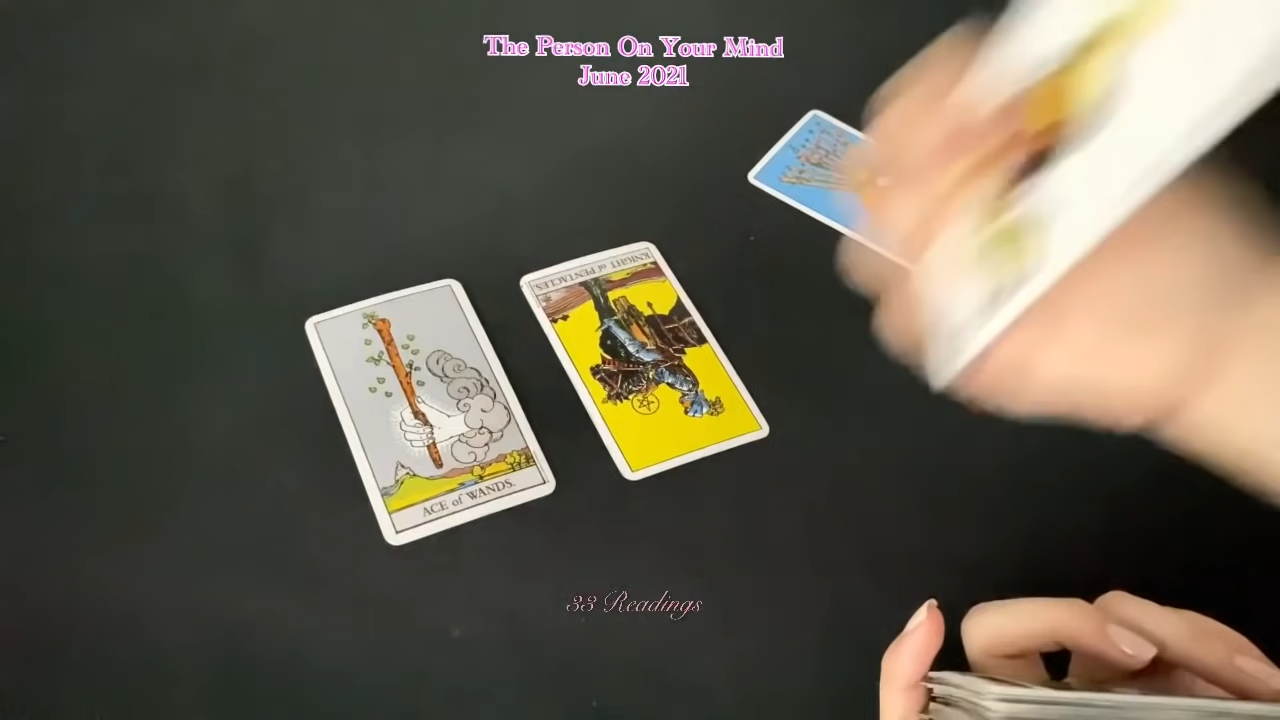 The Person On Your Mind
June 2021
KNIGHT of PENTACLES.
ACE of WANDS.
33 Readings